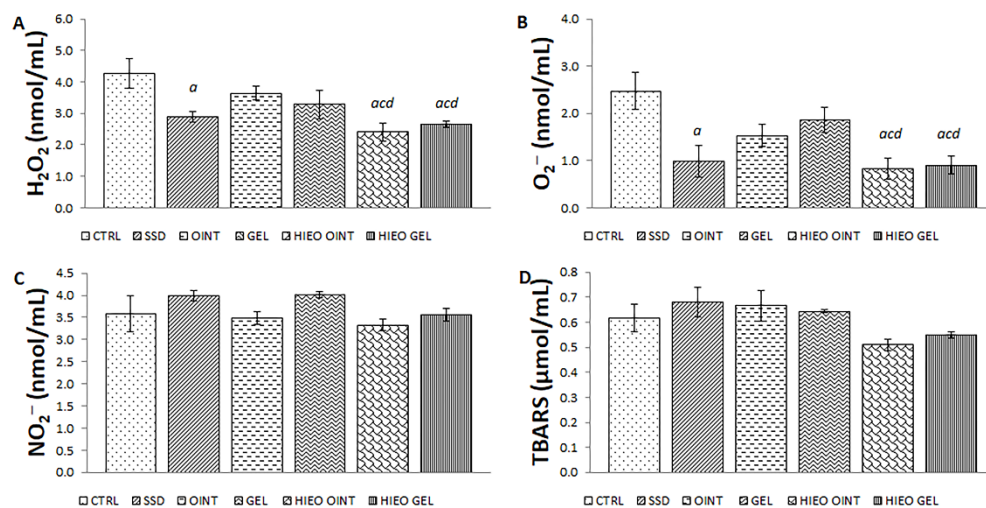 A
H₂O₂ (nmol/mL)
6.0
5.0
4.0
3.0
2.0
1.0
0.0
a
acd
acd
CTRL SSD OINT GEL HIEO OINT HIEO GEL
B
O₂⁻ (nmol/mL)
3.0
2.0
1.0
0.0
a
acd
acd
CTRL SSD OINT GEL HIEO OINT HIEO GEL
C
NO₂⁻ (nmol/mL)
4.5
4.0
3.5
3.0
2.5
2.0
1.5
1.0
0.5
0.0
CTRL SSD OINT GEL HIEO OINT HIEO GEL
D
TBARS (µmol/mL)
0.8
0.7
0.6
0.5
0.4
0.3
0.2
0.1
0.0
CTRL SSD OINT GEL HIEO OINT HIEO GEL